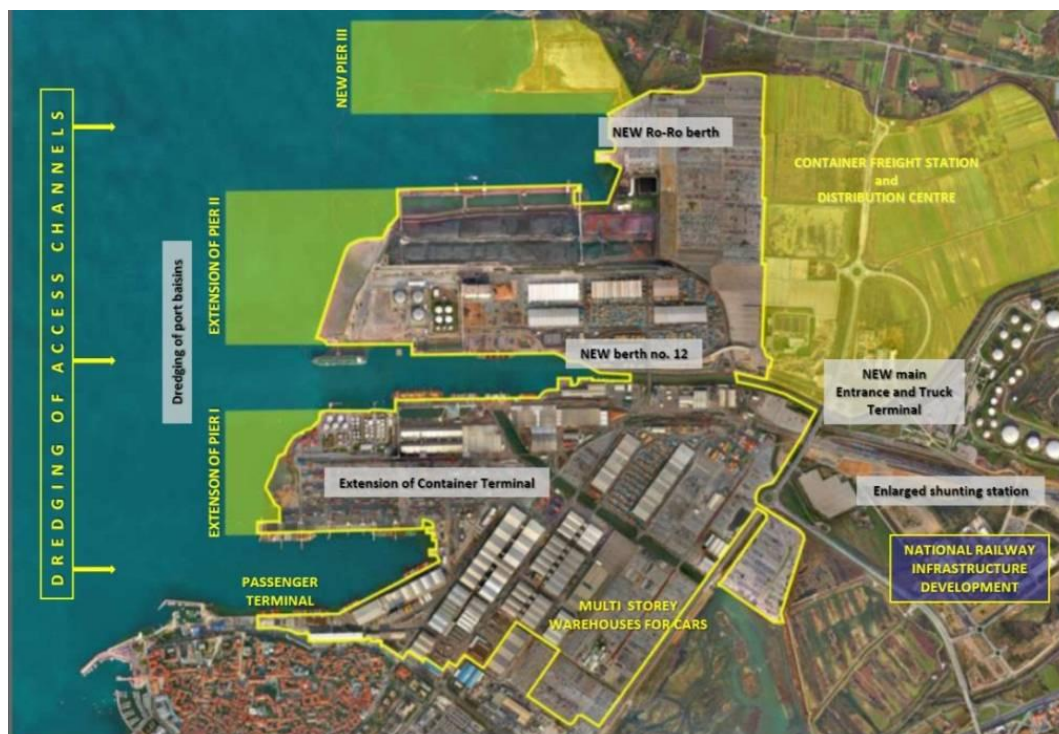 NEW PIER III
NEW Ro-Ro berth
CONTAINER FREIGHT STATION
and
DISTRIBUTION CENTRE
DREDGING OF ACCESS CHANNELS
Dredging of port baisins
EXTENSION OF PIER II
NEW berth no. 12
NEW main
Entrance and Truck
Terminal
EXTENSON OF PIER I
Extension of Container Terminal
Enlarged shunting station
NATIONAL RAILWAY
INFRASTRUCTURE
DEVELOPMENT
PASSENGER
TERMINAL
MULTI STOREY
WAREHOUSES FOR CARS